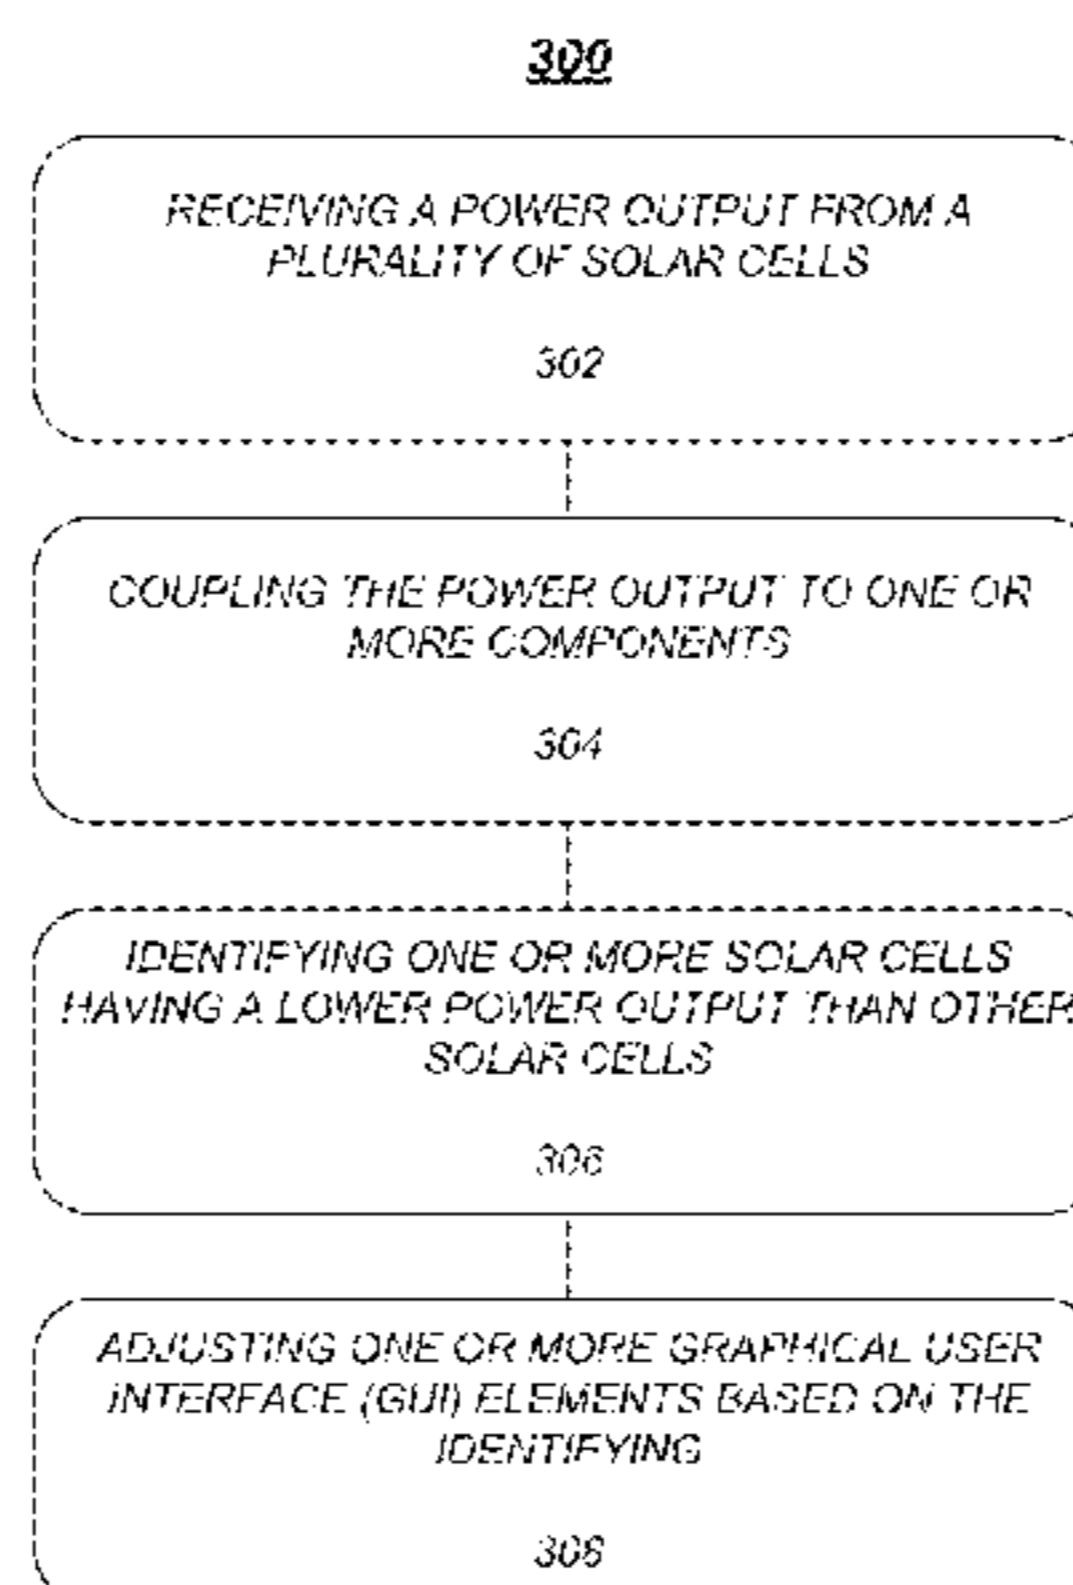 300
RECEIVING A POWER OUTPUT FROM A
PLURALITY OF SOLAR CELLS
302
COUPLING THE POWER OUTPUT TO ONE OR
MORE COMPONENTS
304
IDENTIFYING ONE OR MORE SOLAR CELLS
HAVING A LOWER POWER OUTPUT THAN OTHER
SOLAR CELLS
306
ADJUSTING ONE OR MORE GRAPHICAL USER
INTERFACE (GUI) ELEMENTS BASED ON THE
IDENTIFYING
308